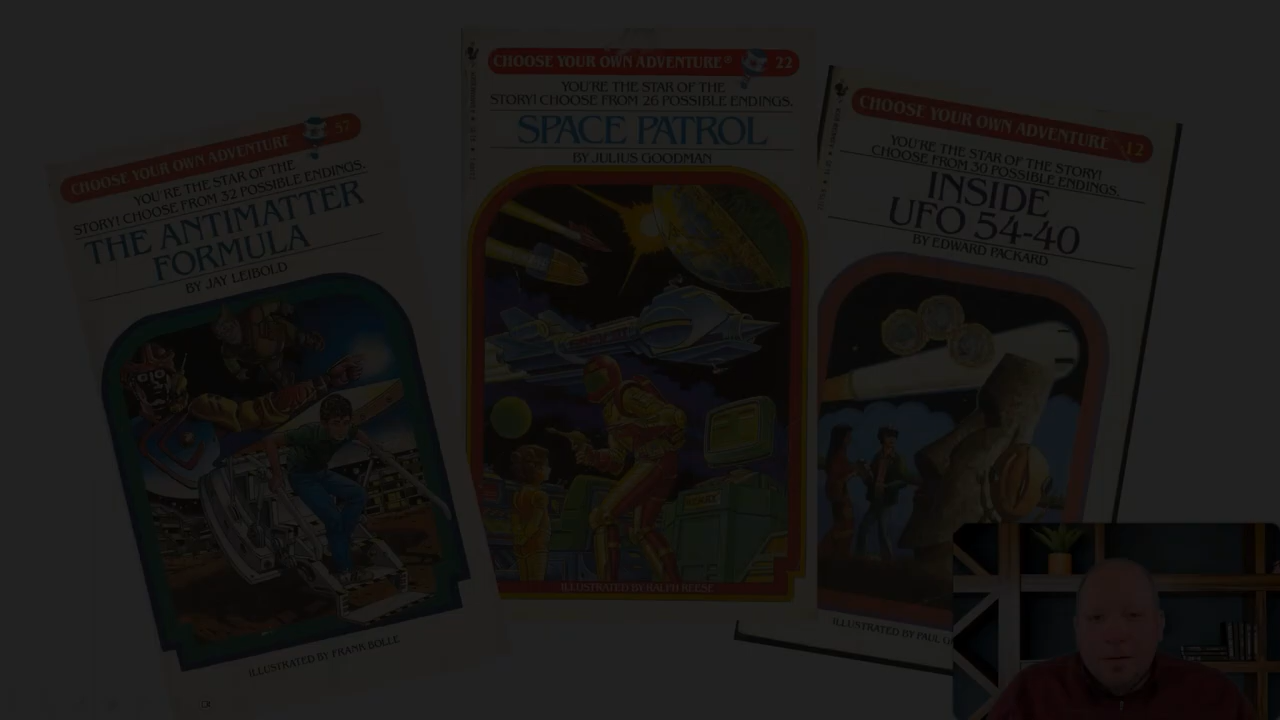 CHOOSE YOUR OWN ADVENTURE 57
YOU'RE THE STAR OF THE
STORY! CHOOSE FROM 32 POSSIBLE ENDINGS.
THE ANTIMATTER
FORMULA
BY JAY LEIBOLD
ILLUSTRATED BY FRANK BOLLE
CHOOSE YOUR OWN ADVENTURE® 22
YOU'RE THE STAR OF THE
STORY! CHOOSE FROM 26 POSSIBLE ENDINGS.
SPACE PATROL
BY JULIUS GOODMAN
ILLUSTRATED BY RALPH REESE
CHOOSE YOUR OWN ADVENTURE 12
YOU'RE THE STAR OF THE STORY!
CHOOSE FROM 30 POSSIBLE ENDINGS.
INSIDE
UFO 54-40
BY EDWARD PACKARD
ILLUSTRATED BY PAUL